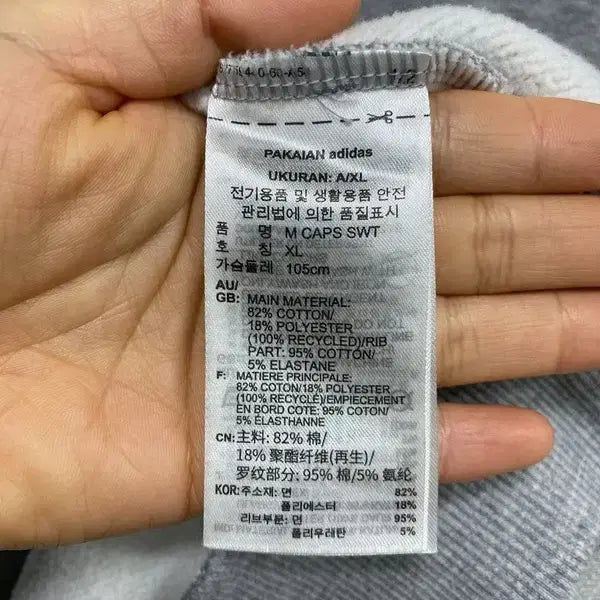 PAKAIAN adidas
UKURAN: A/XL
전기용품 및 생활용품 안전
관리법에 의한 품질표시
품 명 M CAPS SWT
호 칭 XL
가슴둘레 105cm
AU/
GB: MAIN MATERIAL:
82% COTTON/
18% POLYESTER
(100% RECYCLED)/RIB
PART: 95% COTTON/
5% ELASTANE
F: MATIERE PRINCIPALE:
82% COTON/18% POLYESTER
(100% RECYCLÉ)/EMPIECEMENT
EN BORD COTE: 95% COTON/
5% ÉLASTHANNE
CN: 主料: 82% 棉/
18% 聚酯纤维(再生)/
罗纹部分: 95% 棉/5% 氨纶
KOR: 주소재: 면 82%
폴리에스터 18%
리브부분: 면 95%
폴리우레탄 5%